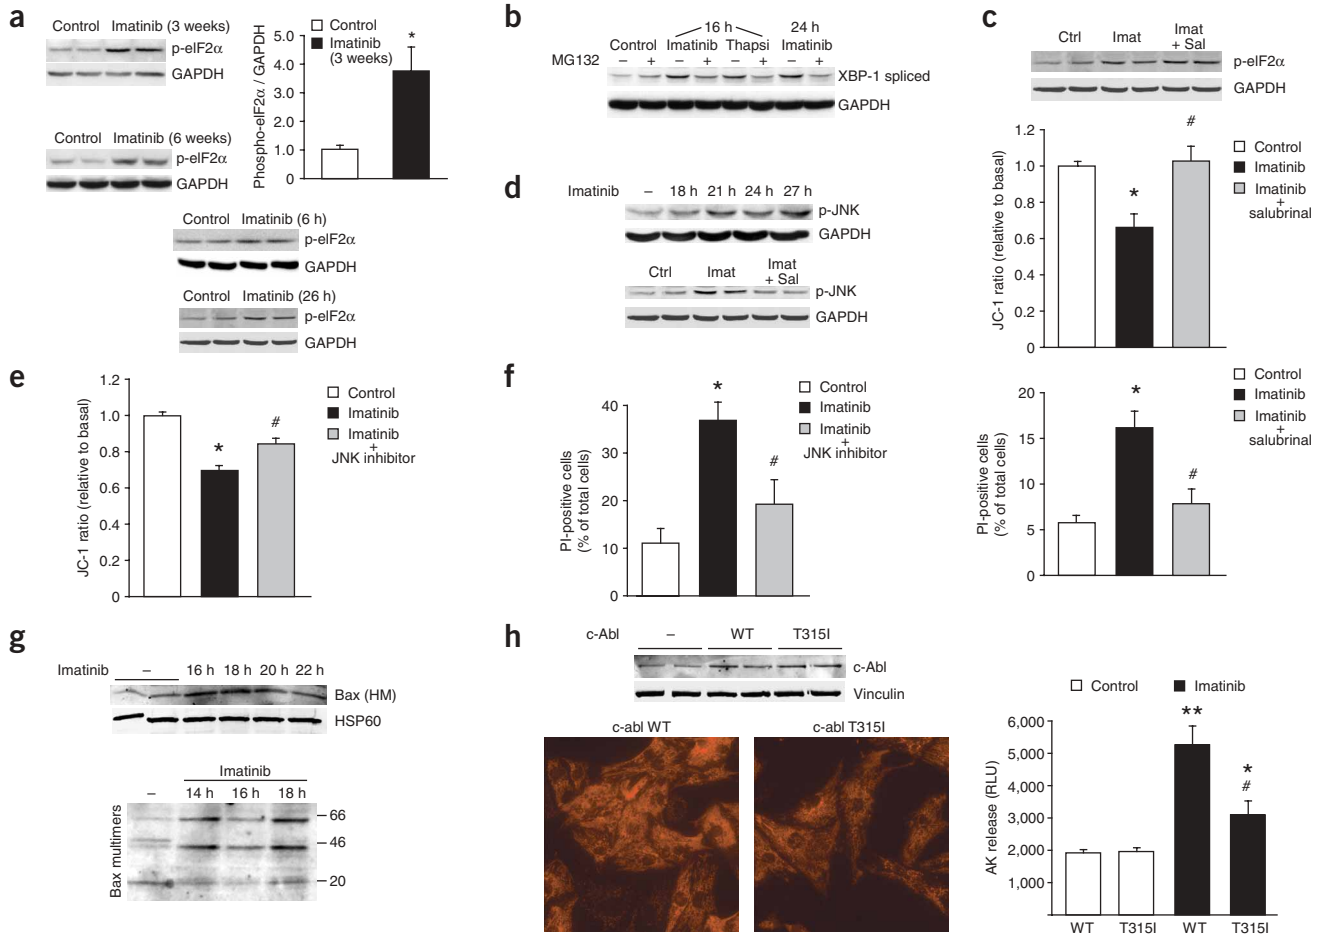 a
Control Imatinib (3 weeks)
p-eIF2α
GAPDH
Control Imatinib (6 weeks)
p-eIF2α
GAPDH
Phospho-eIF2α / GAPDH
5.0
4.0
3.0
2.0
1.0
0
Control
Imatinib
(3 weeks)
*
Control Imatinib (6 h)
p-eIF2α
GAPDH
Control Imatinib (26 h)
p-eIF2α
GAPDH
b
16 h 24 h
Control Imatinib Thapsi Imatinib
MG132 – + – + – + – +
XBP-1 spliced
GAPDH
c
Ctrl Imat Imat
+ Sal
p-eIF2α
GAPDH
JC-1 ratio (relative to basal)
1.2
1.0
0.8
0.6
0.4
0.2
0
*
#
Control
Imatinib
Imatinib
+
salubrinal
PI-positive cells
(% of total cells)
20
15
10
5
0
*
#
Control
Imatinib
Imatinib
+
salubrinal
d
Imatinib – 18 h 21 h 24 h 27 h
p-JNK
GAPDH
Ctrl Imat Imat
+ Sal
p-JNK
GAPDH
e
JC-1 ratio (relative to basal)
1.2
1.0
0.8
0.6
0.4
0.2
0
*
#
Control
Imatinib
Imatinib
+
JNK inhibitor
f
PI-positive cells
(% of total cells)
40
30
20
10
0
*
#
Control
Imatinib
Imatinib
+
JNK inhibitor
g
Imatinib – 16 h 18 h 20 h 22 h
Bax (HM)
HSP60
Imatinib
– 14 h 16 h 18 h
Bax multimers
66
46
20
h
c-Abl – WT T315I
c-Abl
Vinculin
c-abl WT
c-abl T315I
Control Imatinib
AK release (RLU)
6,000
5,000
4,000
3,000
2,000
1,000
**
*
#
WT T315I WT T315I